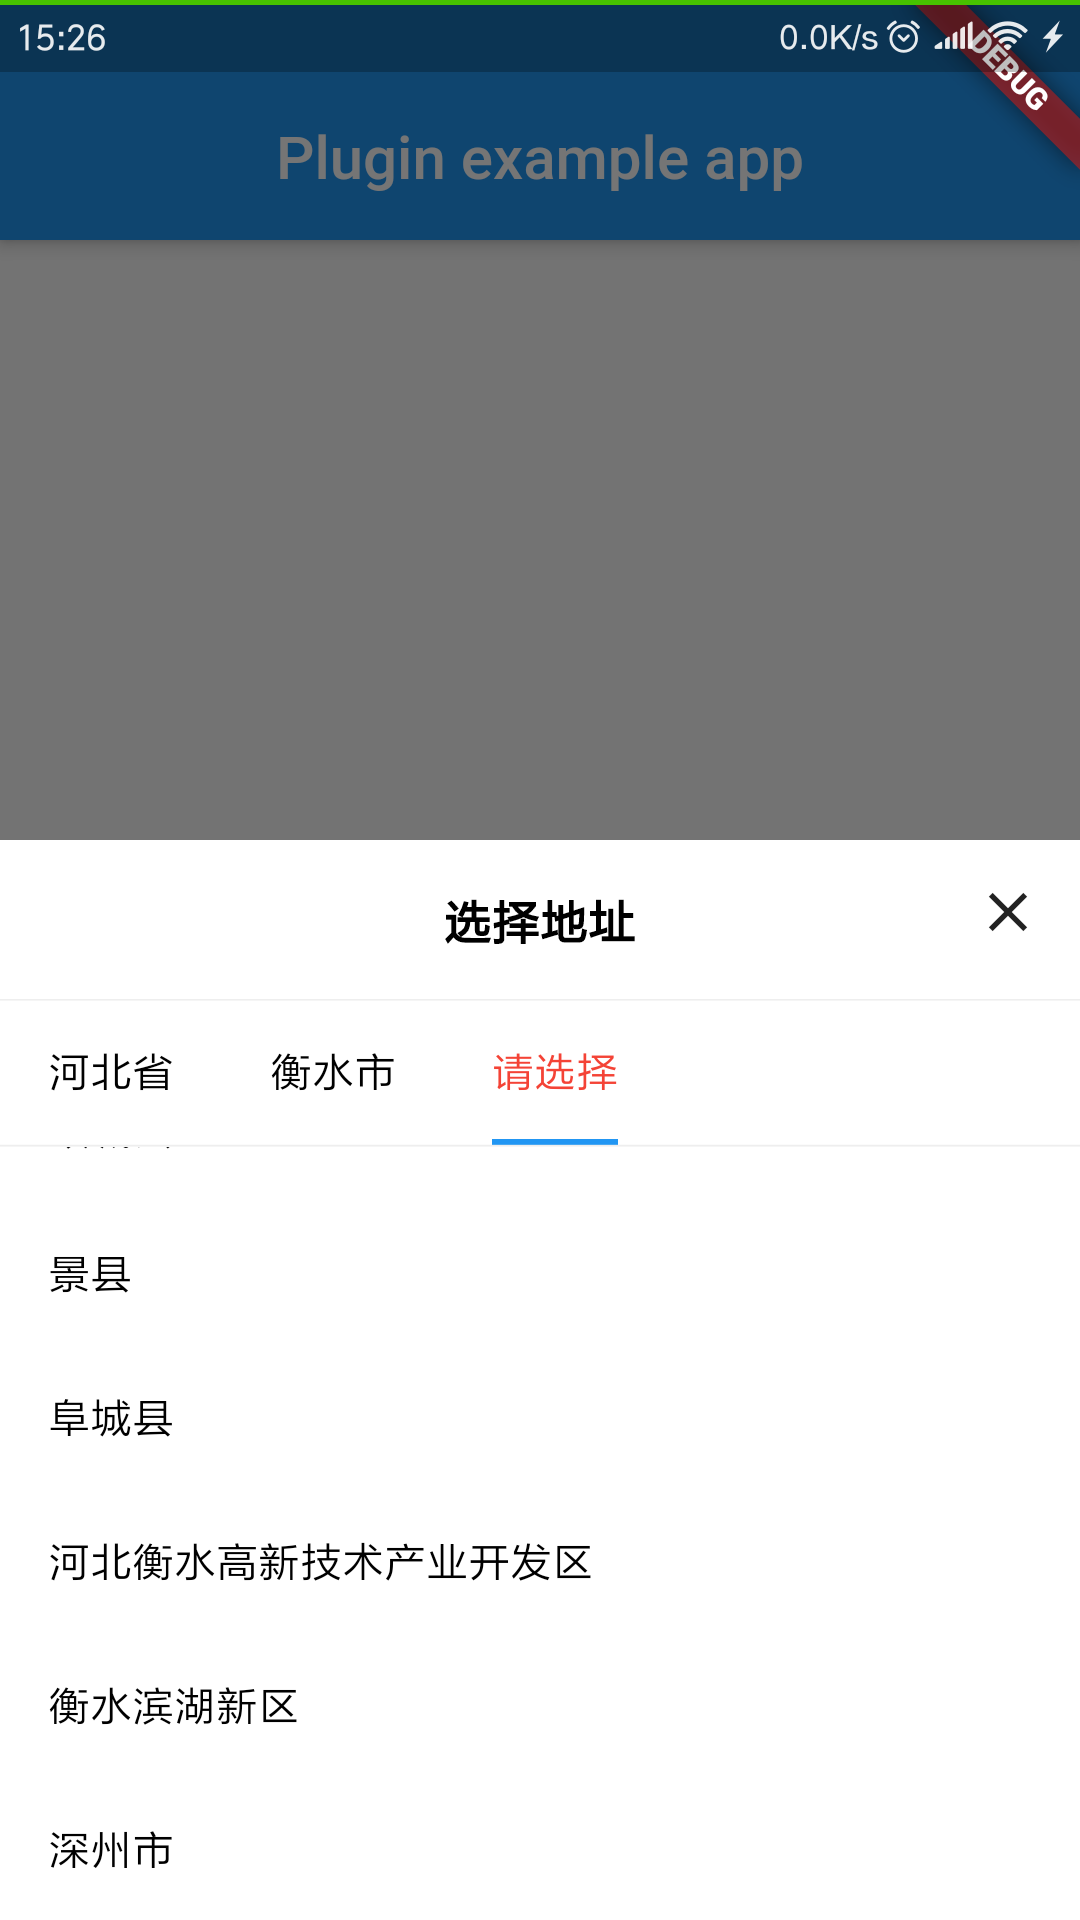 15:26 0.0K/s
DEBUG
Plugin example app
选择地址
河北省 衡水市 请选择
景县
阜城县
河北衡水高新技术产业开发区
衡水滨湖新区
深州市